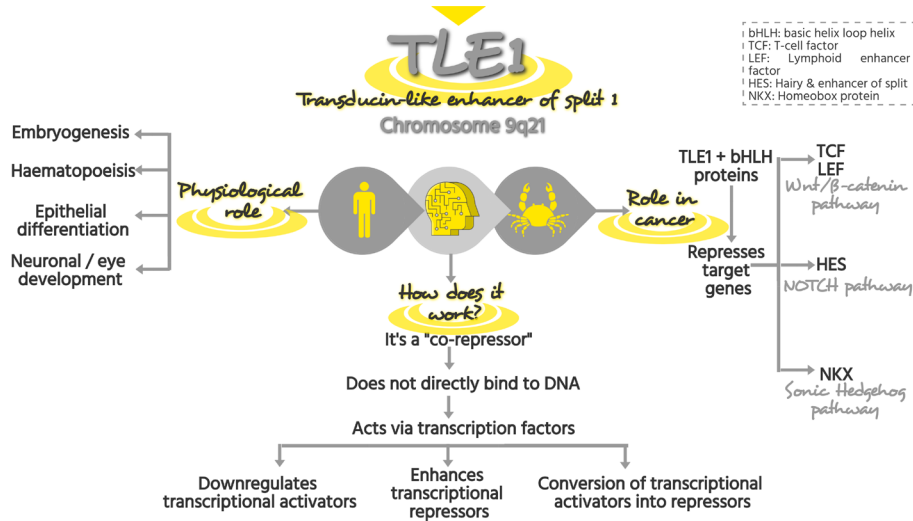 TLE1
Transducin-like enhancer of split 1
Chromosome 9q21
bHLH: basic helix loop helix
TCF: T-cell factor
LEF: Lymphoid enhancer
factor
HES: Hairy & enhancer of split
NKX: Homeobox protein
Embryogenesis
Haematopoeisis
Epithelial
differentiation
Neuronal / eye
development
Physiological
role
Role in
cancer
TLE1 + bHLH
proteins
Represses
target
genes
TCF
LEF
Wnt/β-catenin
pathway
HES
NOTCH pathway
NKX
Sonic Hedgehog
pathway
How does it
work?
It's a "co-repressor"
Does not directly bind to DNA
Acts via transcription factors
Downregulates
transcriptional activators
Enhances
transcriptional
repressors
Conversion of transcriptional
activators into repressors